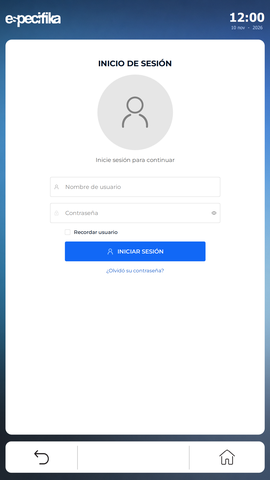 e-specifika
12:00
10 nov - 2026
INICIO DE SESIÓN
Inicie sesión para continuar
Nombre de usuario
Contraseña
Recordar usuario
INICIAR SESIÓN
¿Olvidó su contraseña?